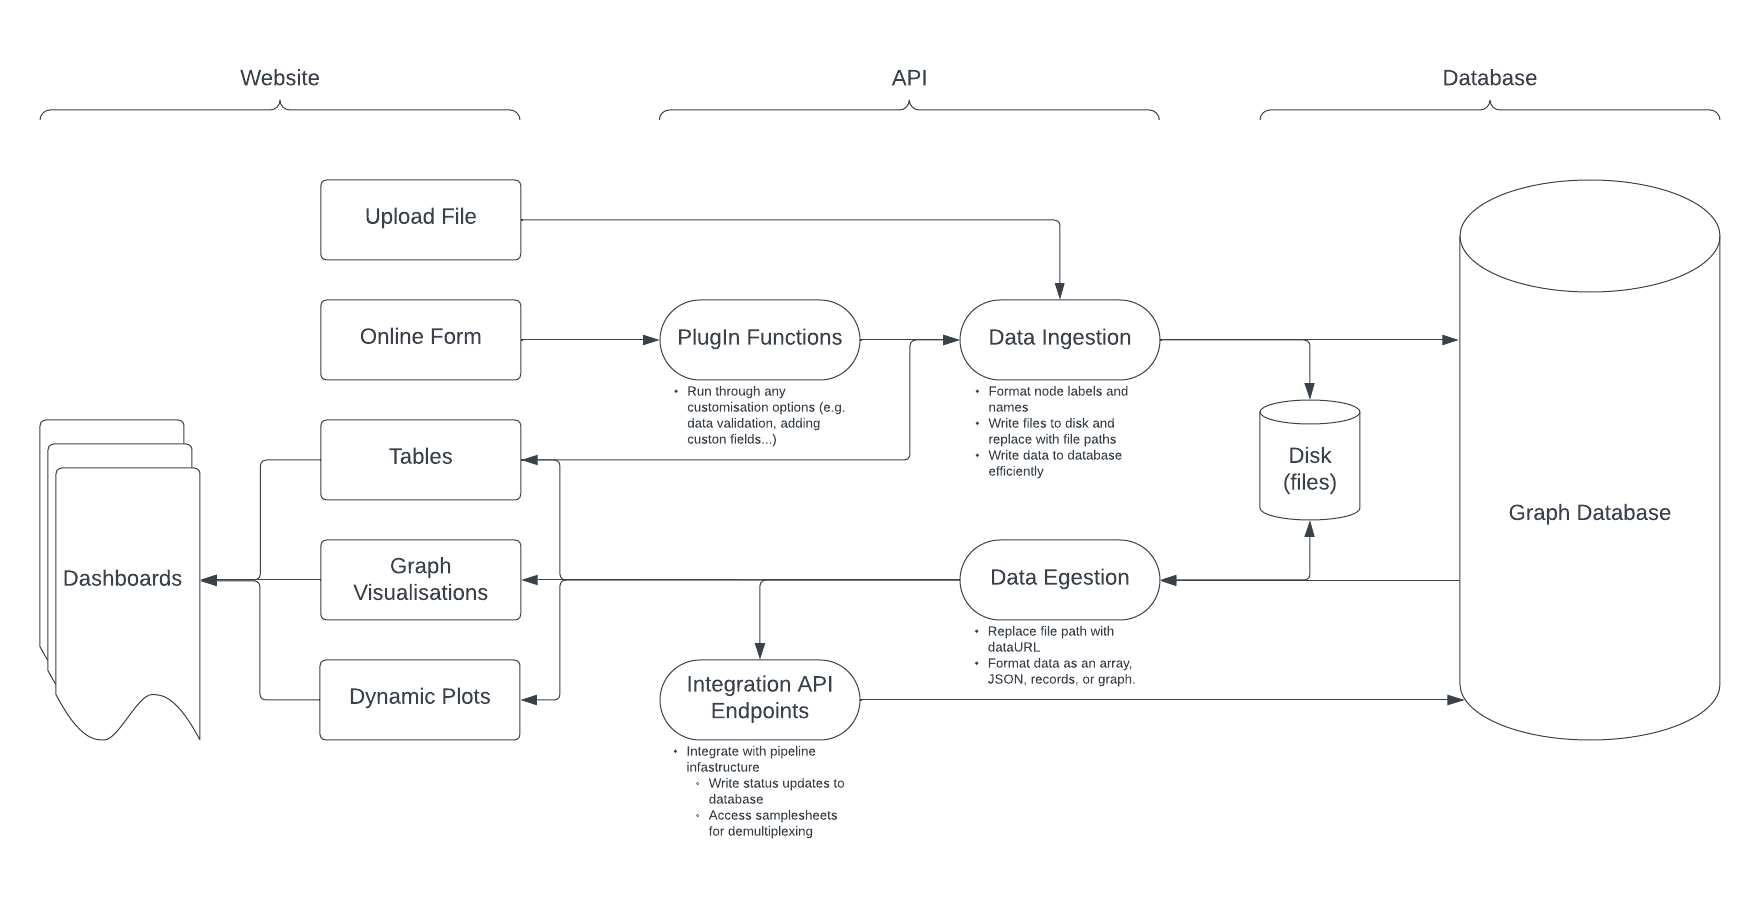 Website
API
Database
Upload File
Online Form
PlugIn Functions
• Run through any
customisation options (e.g.
data validation, adding
custon fields...)
Data Ingestion
• Format node labels and
names
• Write files to disk and
replace with file paths
• Write data to database
efficiently
Tables
Disk
(files)
Graph Database
Dashboards
Graph
Visualisations
Data Egestion
• Replace file path with
dataURL
• Format data as an array,
JSON, records, or graph.
Dynamic Plots
Integration API
Endpoints
• Integrate with pipeline
infastructure
◦ Write status updates to
database
◦ Access samplesheets
for demultiplexing